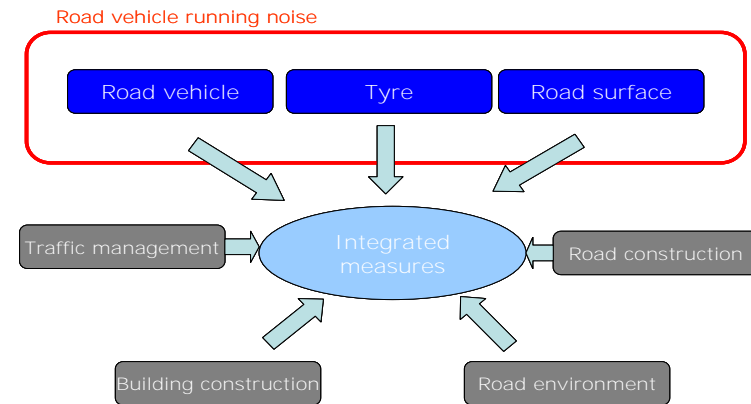 Road vehicle running noise
Road vehicle
Tyre
Road surface
Traffic management
Integrated
measures
Road construction
Building construction
Road environment